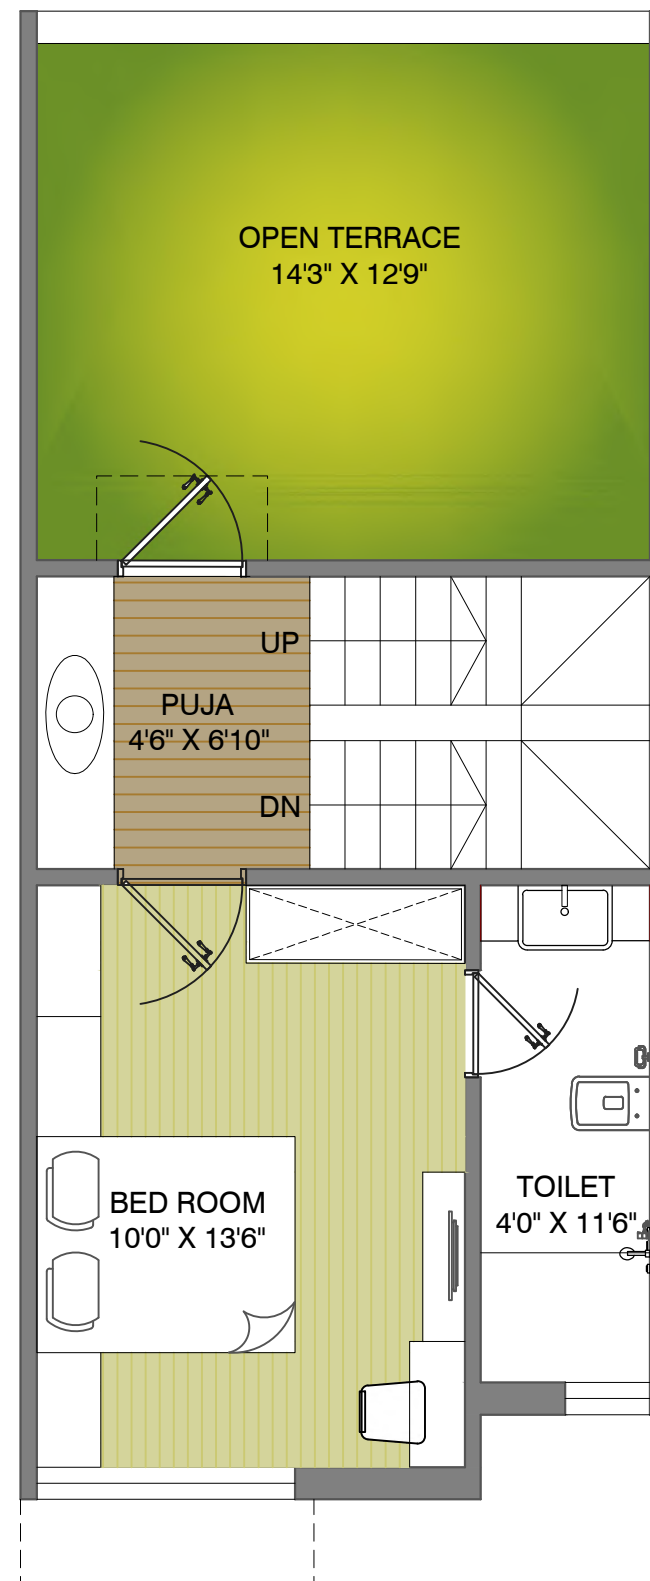 OPEN TERRACE
14'3" X 12'9"
UP
PUJA
4'6" X 6'10"
DN
BED ROOM
10'0" X 13'6"
TOILET
4'0" X 11'6"